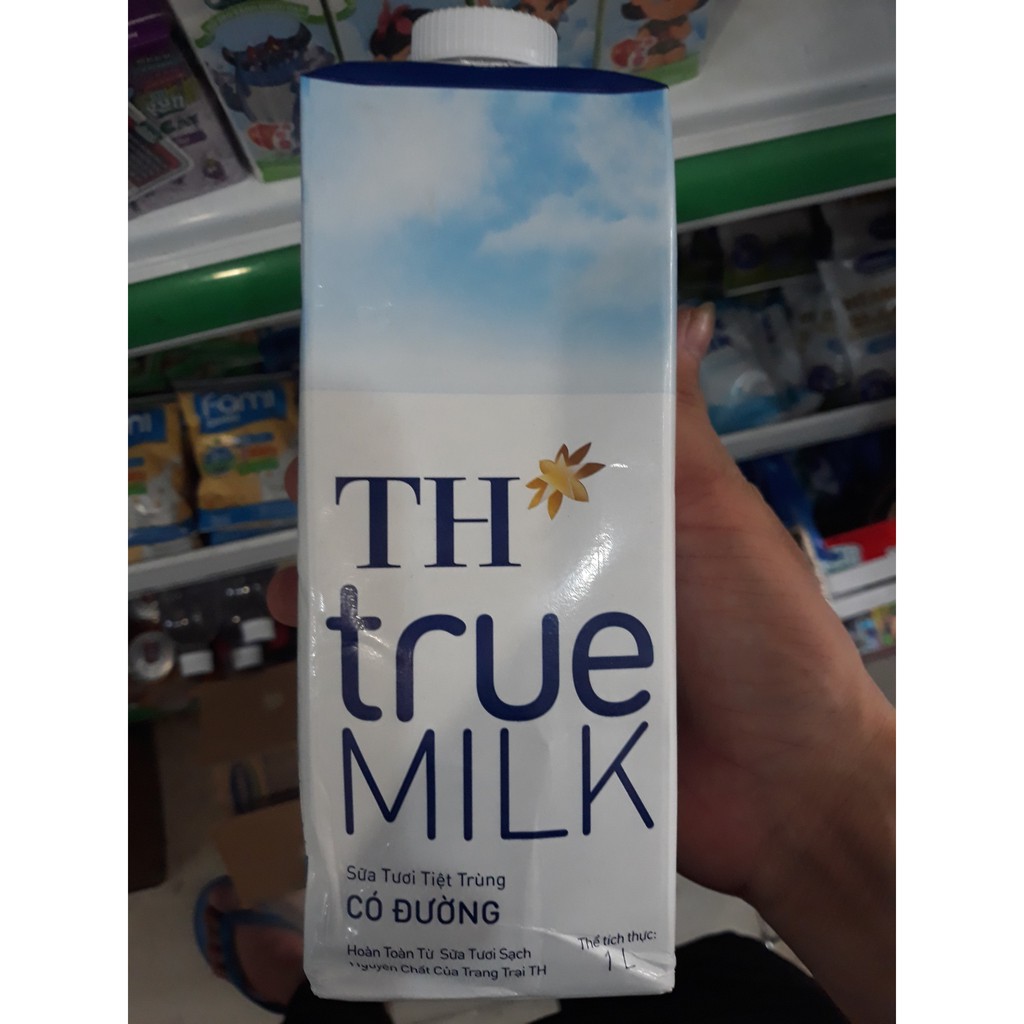 TH
true
MILK
Sữa Tươi Tiệt Trùng
CÓ ĐƯỜNG
Hoàn Toàn Từ Sữa Tươi Sạch
Nguyên Chất Của Trang Trại TH
Thể tích thực:
1 L
fami